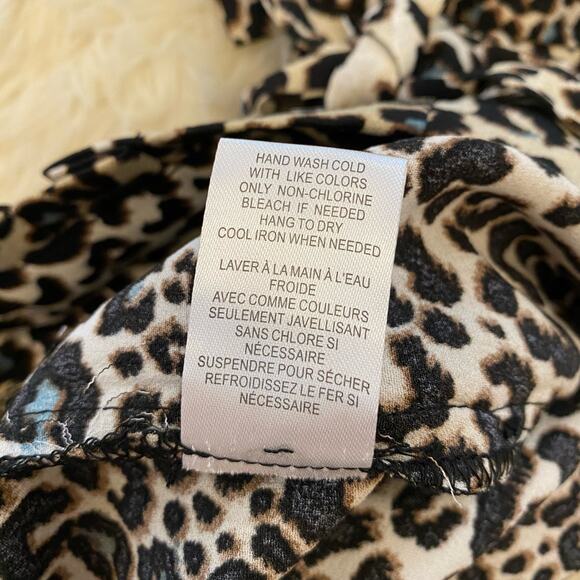 HAND WASH COLD
WITH LIKE COLORS
ONLY NON-CHLORINE
BLEACH IF NEEDED
HANG TO DRY
COOL IRON WHEN NEEDED
LAVER À LA MAIN À L'EAU
FROIDE
AVEC COMME COULEURS
SEULEMENT JAVELLISANT
SANS CHLORE SI
NÉCESSAIRE
SUSPENDRE POUR SÉCHER
REFROIDISSEZ LE FER SI
NÉCESSAIRE